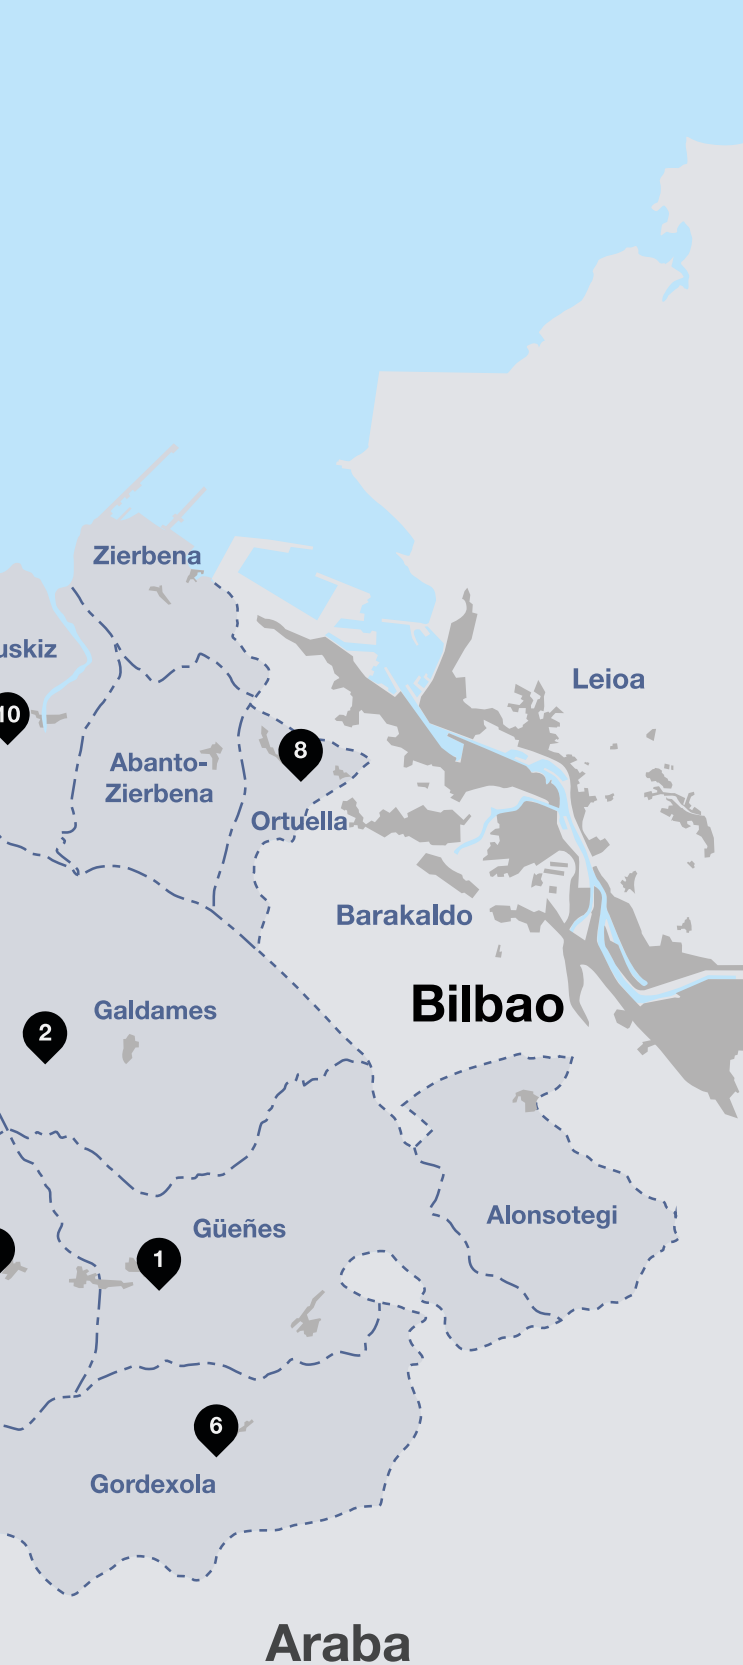 Zierbena
uskiz
Leioa
10
8
Abanto-
Zierbena
Ortuella
Barakaldo
Bilbao
Galdames
2
Alonsotegi
Güeñes
1
6
Gordexola
Araba